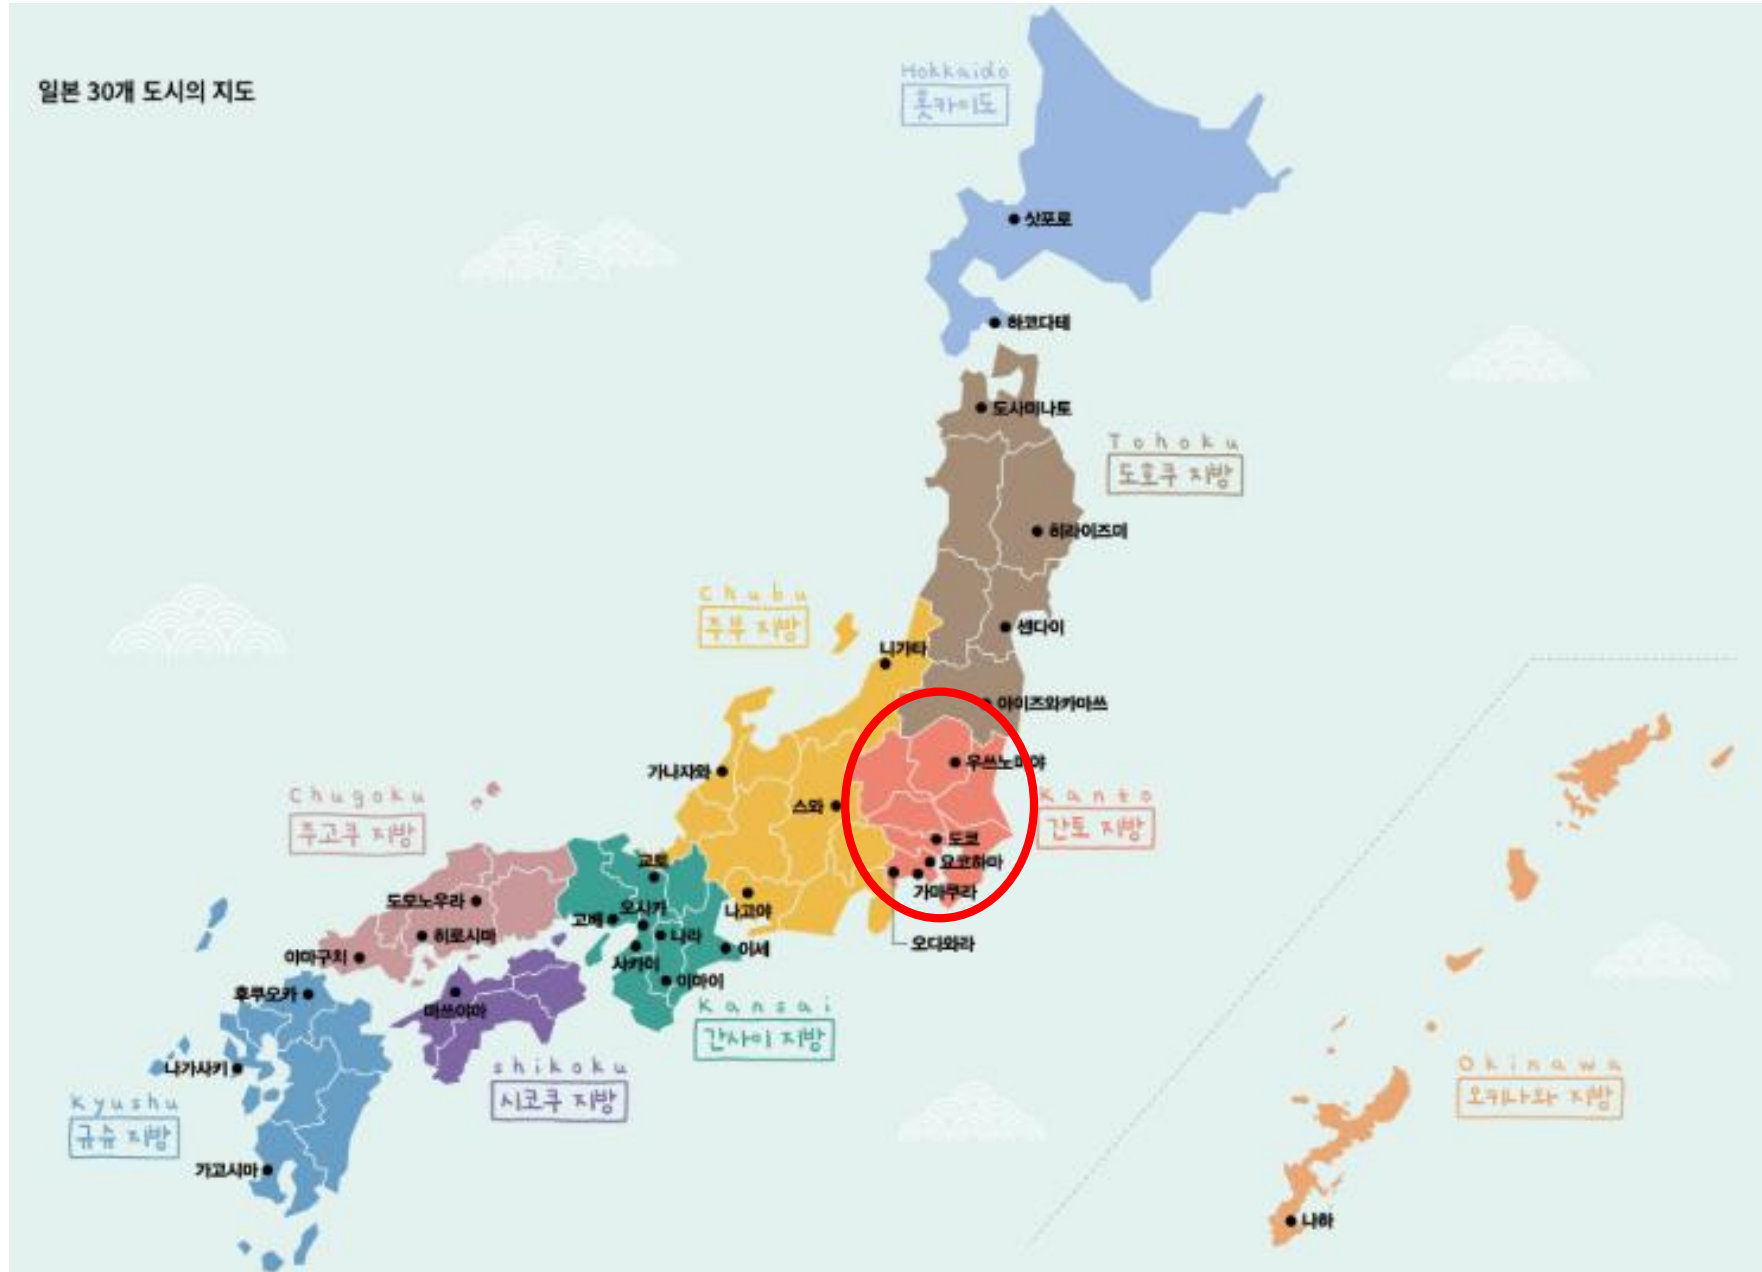 일본 30개 도시의 지도
Hokkaido
홋카이도
삿포로
하코다테
도사미나토
Tohoku
도호쿠 지방
히라이즈미
센다이
아이즈와카마쓰
Chubu
주부 지방
니가타
가나자와
스와
나고야
우쓰노미야
Kanto
간토 지방
도쿄
요코하마
가마쿠라
오다와라
Chugoku
주고쿠 지방
도모노우라
히로시마
야마구치
교토
고베
오사카
나라
사카이
이세
이마이
Kansai
간사이 지방
마쓰야마
shikoku
시코쿠 지방
후쿠오카
나가사키
Kyushu
규슈 지방
가고시마
Okinawa
오키나와 지방
나하